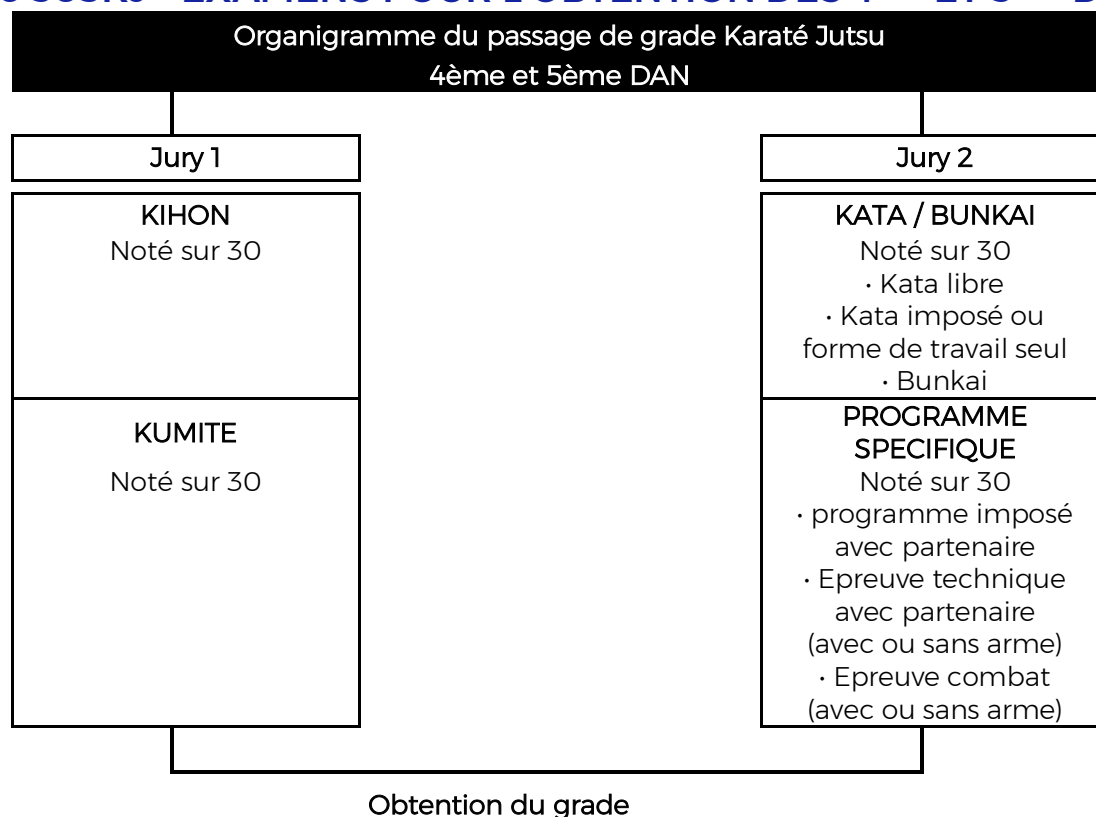 Organigramme du passage de grade Karaté Jutsu
4ème et 5ème DAN
Jury 1
KIHON
Noté sur 30
KUMITE
Noté sur 30
Jury 2
KATA / BUNKAI
Noté sur 30
• Kata libre
• Kata imposé ou
forme de travail seul
• Bunkai
PROGRAMME
SPECIFIQUE
Noté sur 30
• programme imposé
avec partenaire
• Epreuve technique
avec partenaire
(avec ou sans arme)
• Epreuve combat
(avec ou sans arme)
Obtention du grade